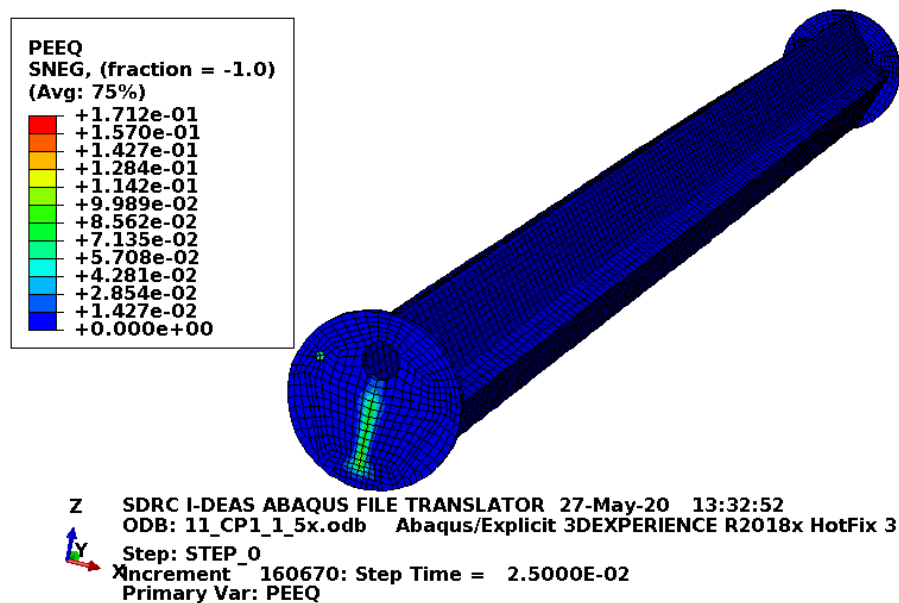 PEEQ
SNEG, (fraction = -1.0)
(Avg: 75%)
+1.712e-01
+1.570e-01
+1.427e-01
+1.284e-01
+1.142e-01
+9.989e-02
+8.562e-02
+7.135e-02
+5.708e-02
+4.281e-02
+2.854e-02
+1.427e-02
+0.000e+00
Z
Y
X
SDRC I-DEAS ABAQUS FILE TRANSLATOR 27-May-20 13:32:52
ODB: 11_CP1_1_5x.odb Abaqus/Explicit 3DEXPERIENCE R2018x HotFix 3
Step: STEP_0
Increment 160670: Step Time = 2.5000E-02
Primary Var: PEEQ